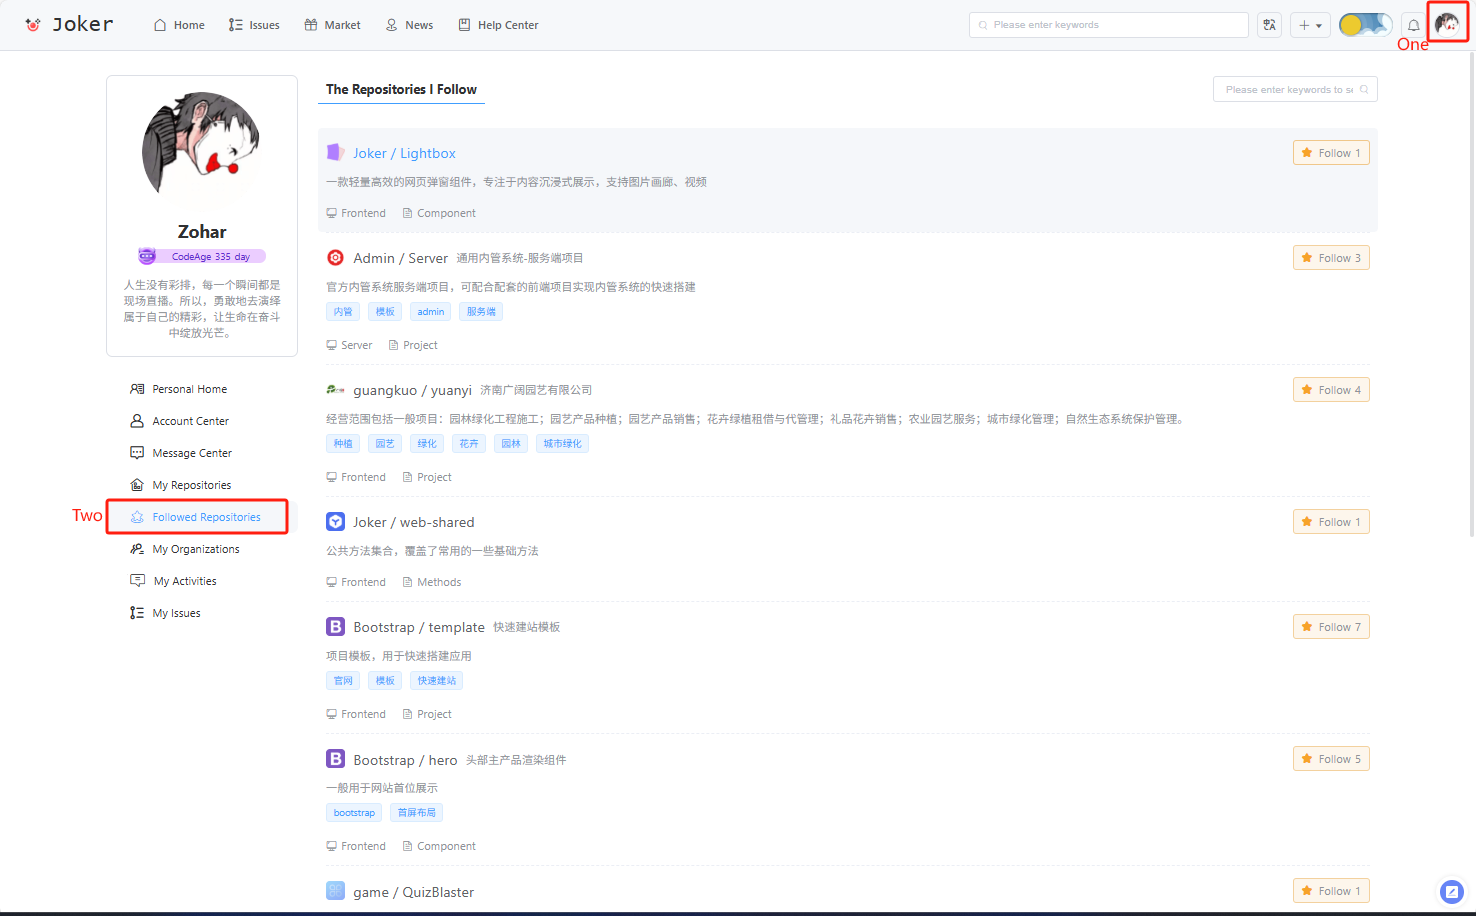 Joker
Home
Issues
Market
News
Help Center
Please enter keywords
One
Zohar
CodeAge 335 day
人生没有彩排，每一个瞬间都是
现场直播。所以，勇敢地去演绎
属于自己的精彩，让生命在奋斗
中绽放光芒。
Personal Home
Account Center
Message Center
My Repositories
Two
Followed Repositories
My Organizations
My Activities
My Issues
The Repositories I Follow
Please enter keywords to se
Joker / Lightbox
Follow 1
一款轻量高效的网页弹窗组件，专注于内容沉浸式展示，支持图片画廊、视频
Frontend Component
Admin / Server 通用内管系统-服务端项目
Follow 3
官方内管系统服务端项目，可配合配套的前端项目实现内管系统的快速搭建
内管 模板 admin 服务端
Server Project
guangkuo / yuanyi 济南广阔园艺有限公司
Follow 4
经营范围包括一般项目：园林绿化工程施工；园艺产品种植；园艺产品销售；花卉绿植租借与代管理；礼品花卉销售；农业园艺服务；城市绿化管理；自然生态系统保护管理。
种植 园艺 绿化 花卉 园林 城市绿化
Frontend Project
Joker / web-shared
Follow 1
公共方法集合，覆盖了常用的一些基础方法
Frontend Methods
Bootstrap / template 快速建站模板
Follow 7
项目模板，用于快速搭建应用
官网 模板 快速建站
Frontend Project
Bootstrap / hero 头部主产品渲染组件
Follow 5
一般用于网站首位展示
bootstrap 首屏布局
Frontend Component
game / QuizBlaster
Follow 1